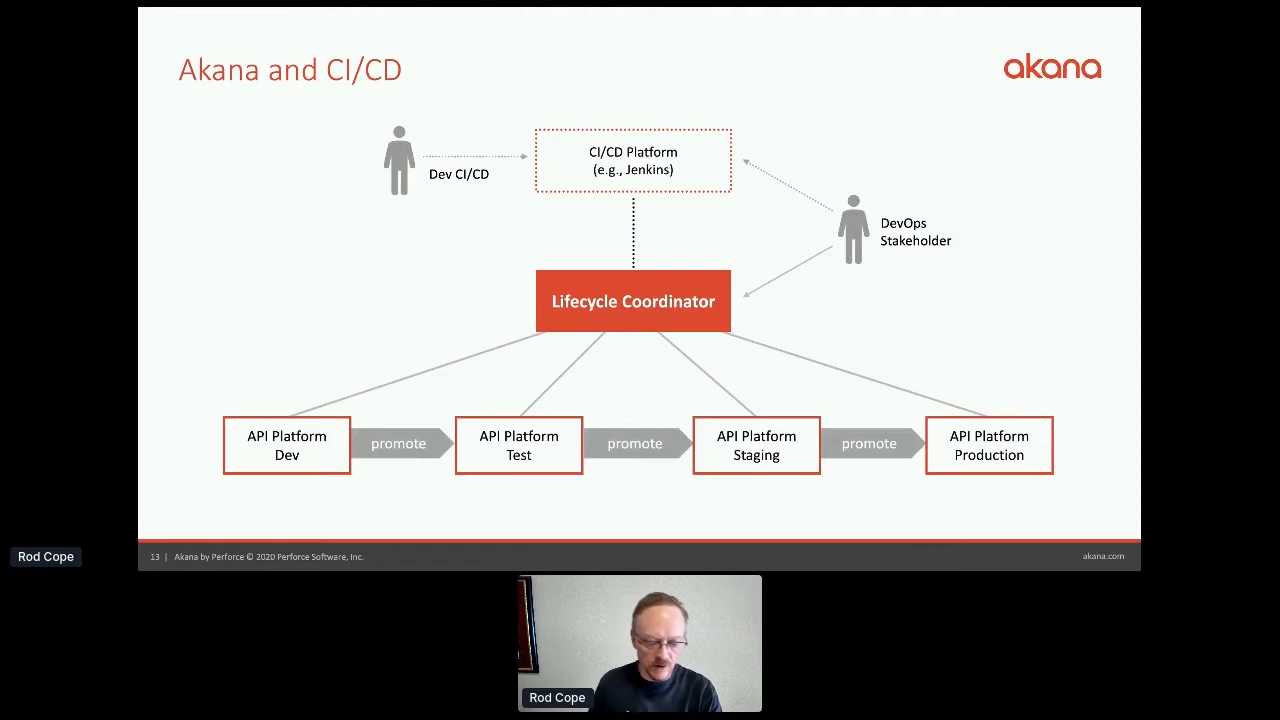 Akana and CI/CD
akana
CI/CD Platform
(e.g., Jenkins)
Dev CI/CD
DevOps
Stakeholder
Lifecycle Coordinator
API Platform
Dev
promote
API Platform
Test
promote
API Platform
Staging
promote
API Platform
Production
13 | Akana by Perforce © 2020 Perforce Software, Inc.
akana.com
Rod Cope
Rod Cope